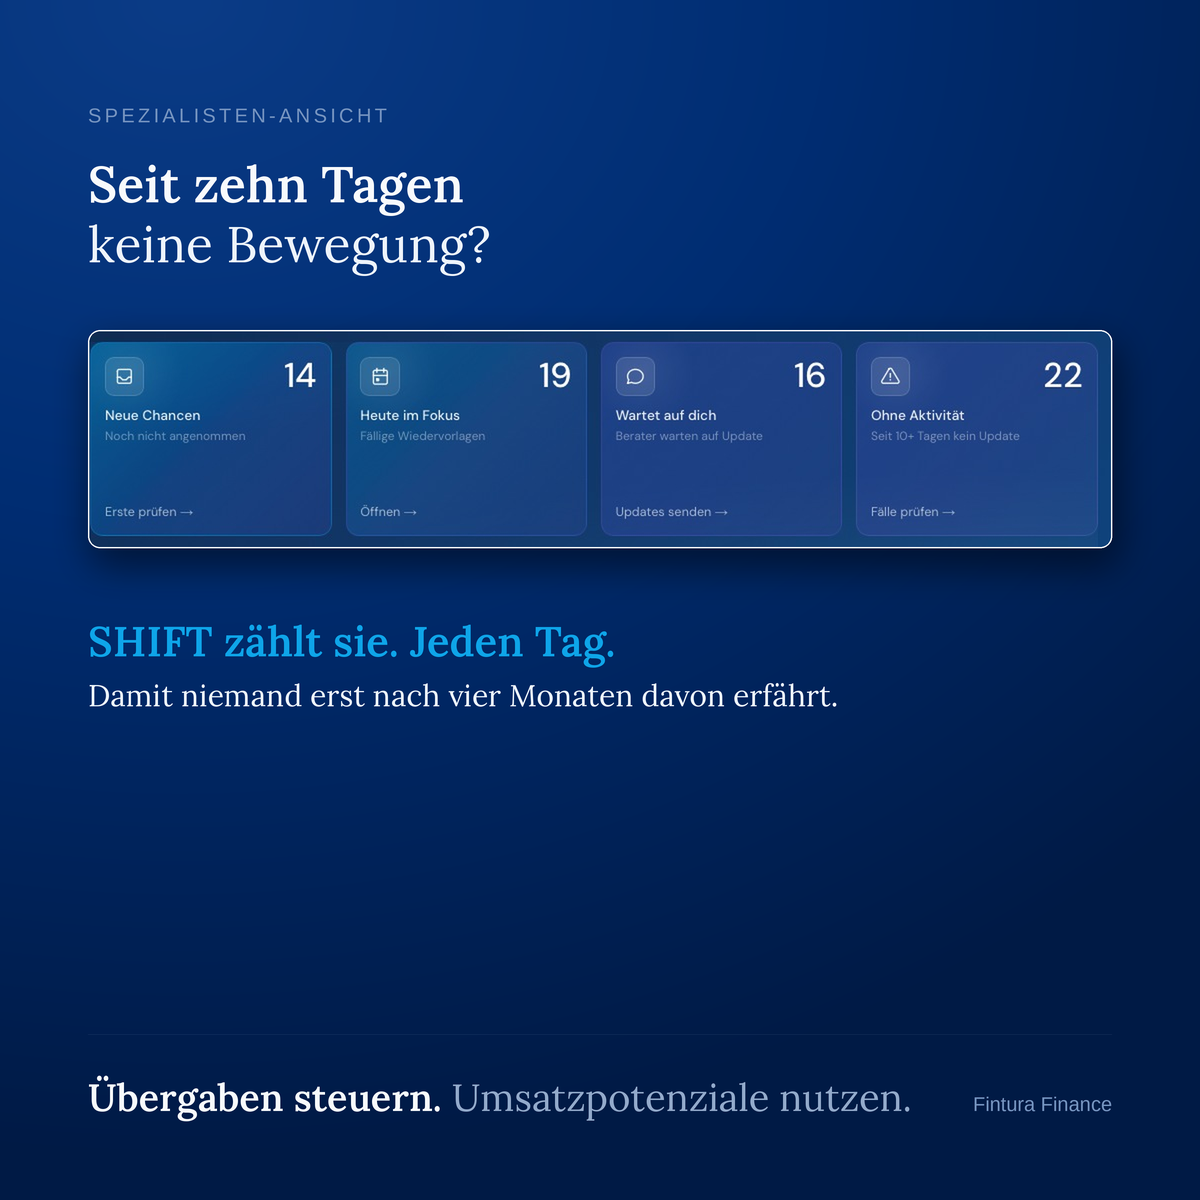 SPEZIALISTEN-ANSICHT
Seit zehn Tagen
keine Bewegung?
14
Neue Chancen
Noch nicht angenommen
Erste prüfen →
19
Heute im Fokus
Fällige Wiedervorlagen
Öffnen →
16
Wartet auf dich
Berater warten auf Update
Updates senden →
22
Ohne Aktivität
Seit 10+ Tagen kein Update
Fälle prüfen →
SHIFT zählt sie. Jeden Tag.
Damit niemand erst nach vier Monaten davon erfährt.
Übergaben steuern. Umsatzpotenziale nutzen.
Fintura Finance